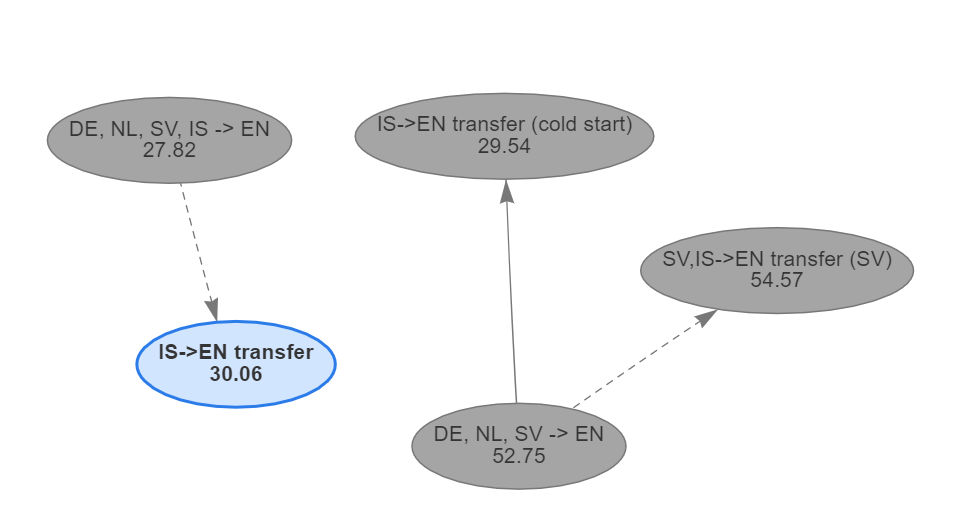 DE, NL, SV, IS -> EN
27.82
IS->EN transfer (cold start)
29.54
SV,IS->EN transfer (SV)
54.57
IS->EN transfer
30.06
DE, NL, SV -> EN
52.75